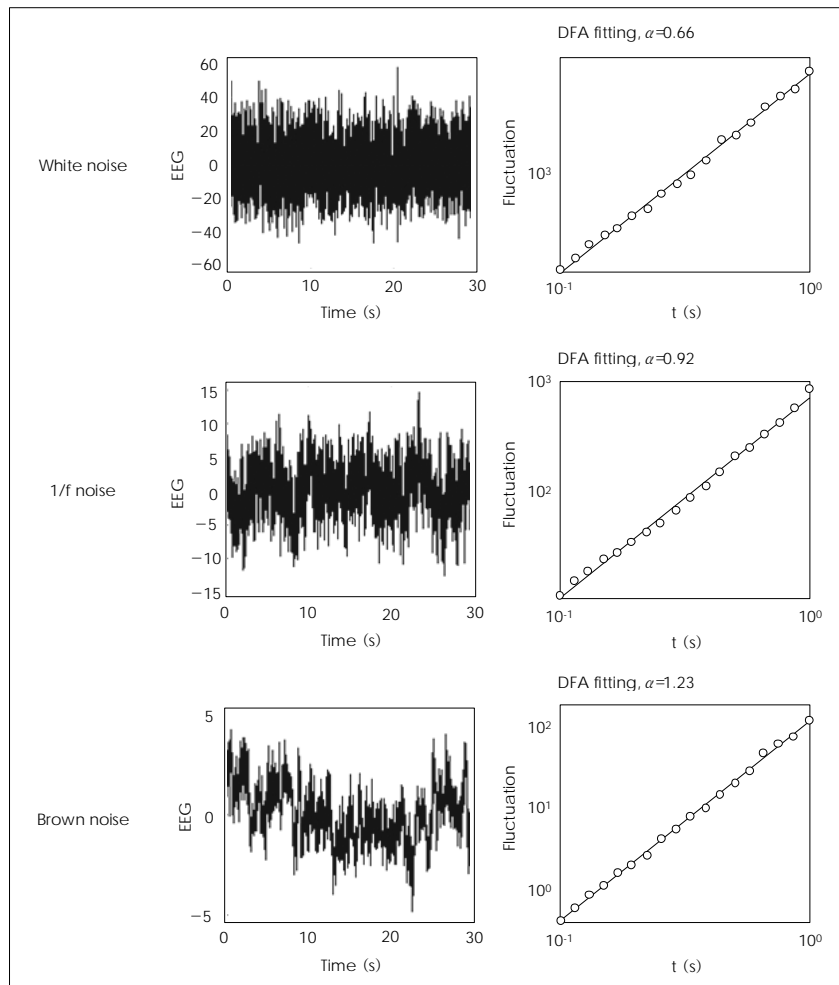 DFA fitting, α=0.66
60
40
20
0
−20
−40
−60
EEG
White noise
0 10 20 30
Time (s)
Fluctuation
10³
10⁻¹ 10⁰
t (s)
DFA fitting, α=0.92
15
10
5
0
−5
−10
−15
EEG
1/f noise
0 10 20 30
Time (s)
Fluctuation
10³
10²
10⁻¹ 10⁰
t (s)
DFA fitting, α=1.23
5
0
−5
EEG
Brown noise
0 10 20 30
Time (s)
Fluctuation
10²
10¹
10⁰
10⁻¹ 10⁰
t (s)